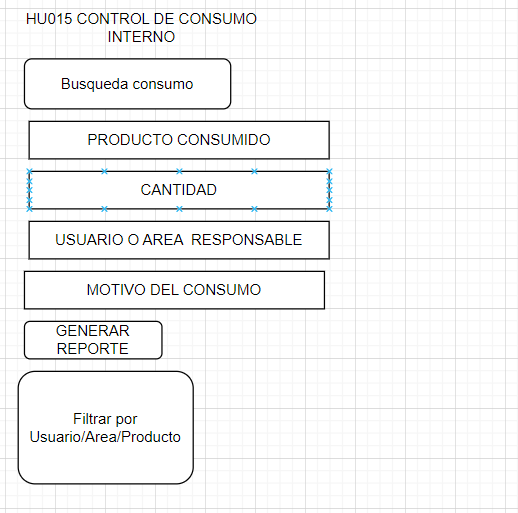 HU015 CONTROL DE CONSUMO
INTERNO
Busqueda consumo
PRODUCTO CONSUMIDO
CANTIDAD
USUARIO O AREA  RESPONSABLE
MOTIVO DEL CONSUMO
GENERAR
REPORTE
Filtrar por
Usuario/Area/Producto